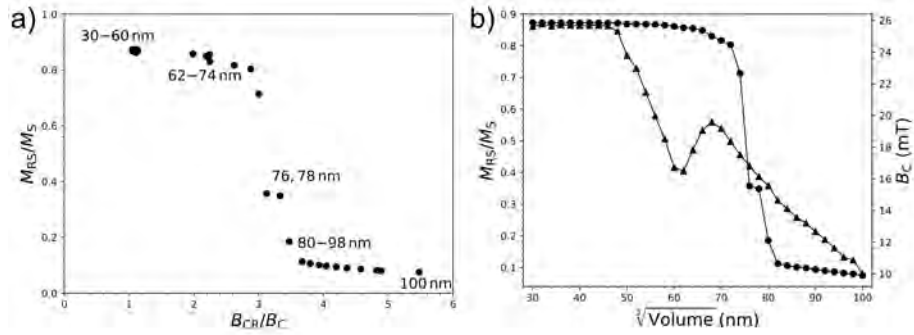 a)
1.0
0.8
0.6
0.4
0.2
0.0
M_RS/M_S
30−60 nm
62−74 nm
76, 78 nm
80−98 nm
100 nm
0 1 2 3 4 5 6
B_CR/B_C
b)
0.9
0.8
0.7
0.6
0.5
0.4
0.3
0.2
0.1
M_RS/M_S
26
24
22
20
18
16
14
12
10
B_C (mT)
30 40 50 60 70 80 90 100
∛Volume (nm)